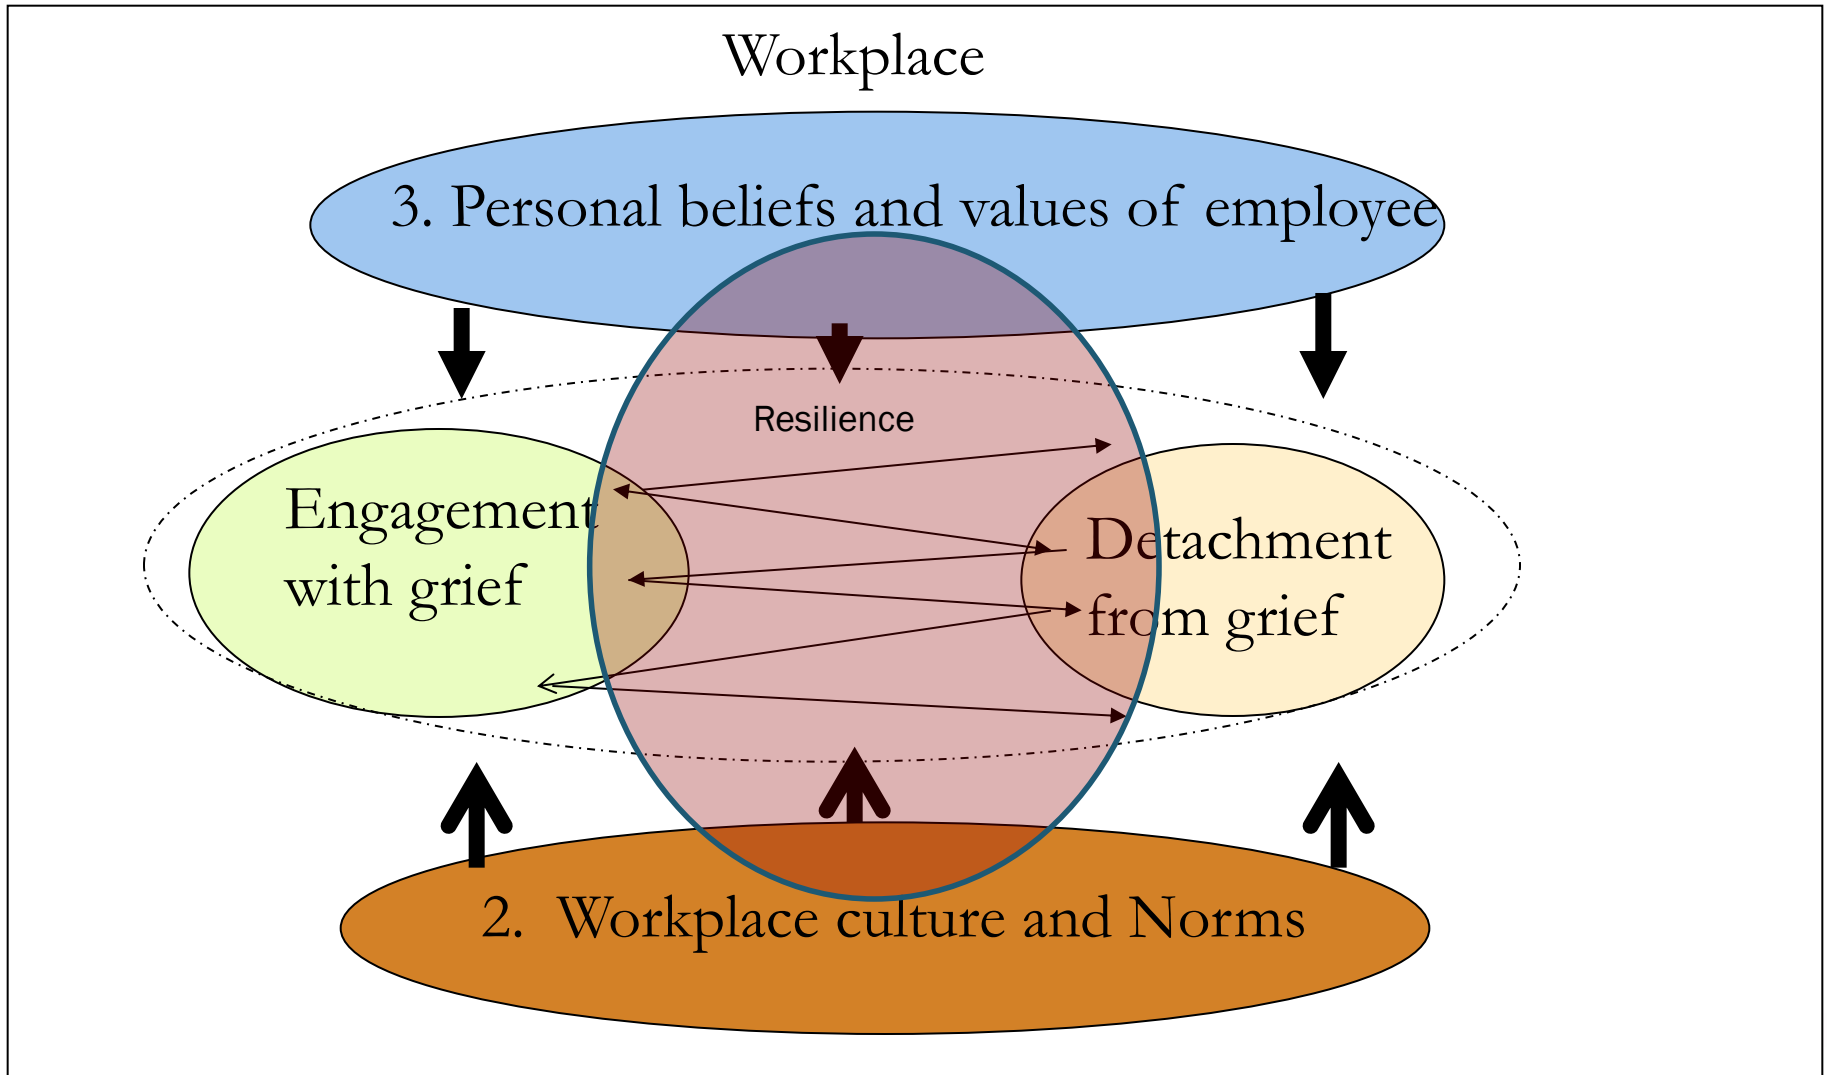 Workplace
3. Personal beliefs and values of employee
Resilience
Engagement
with grief
Detachment
from grief
2. Workplace culture and Norms